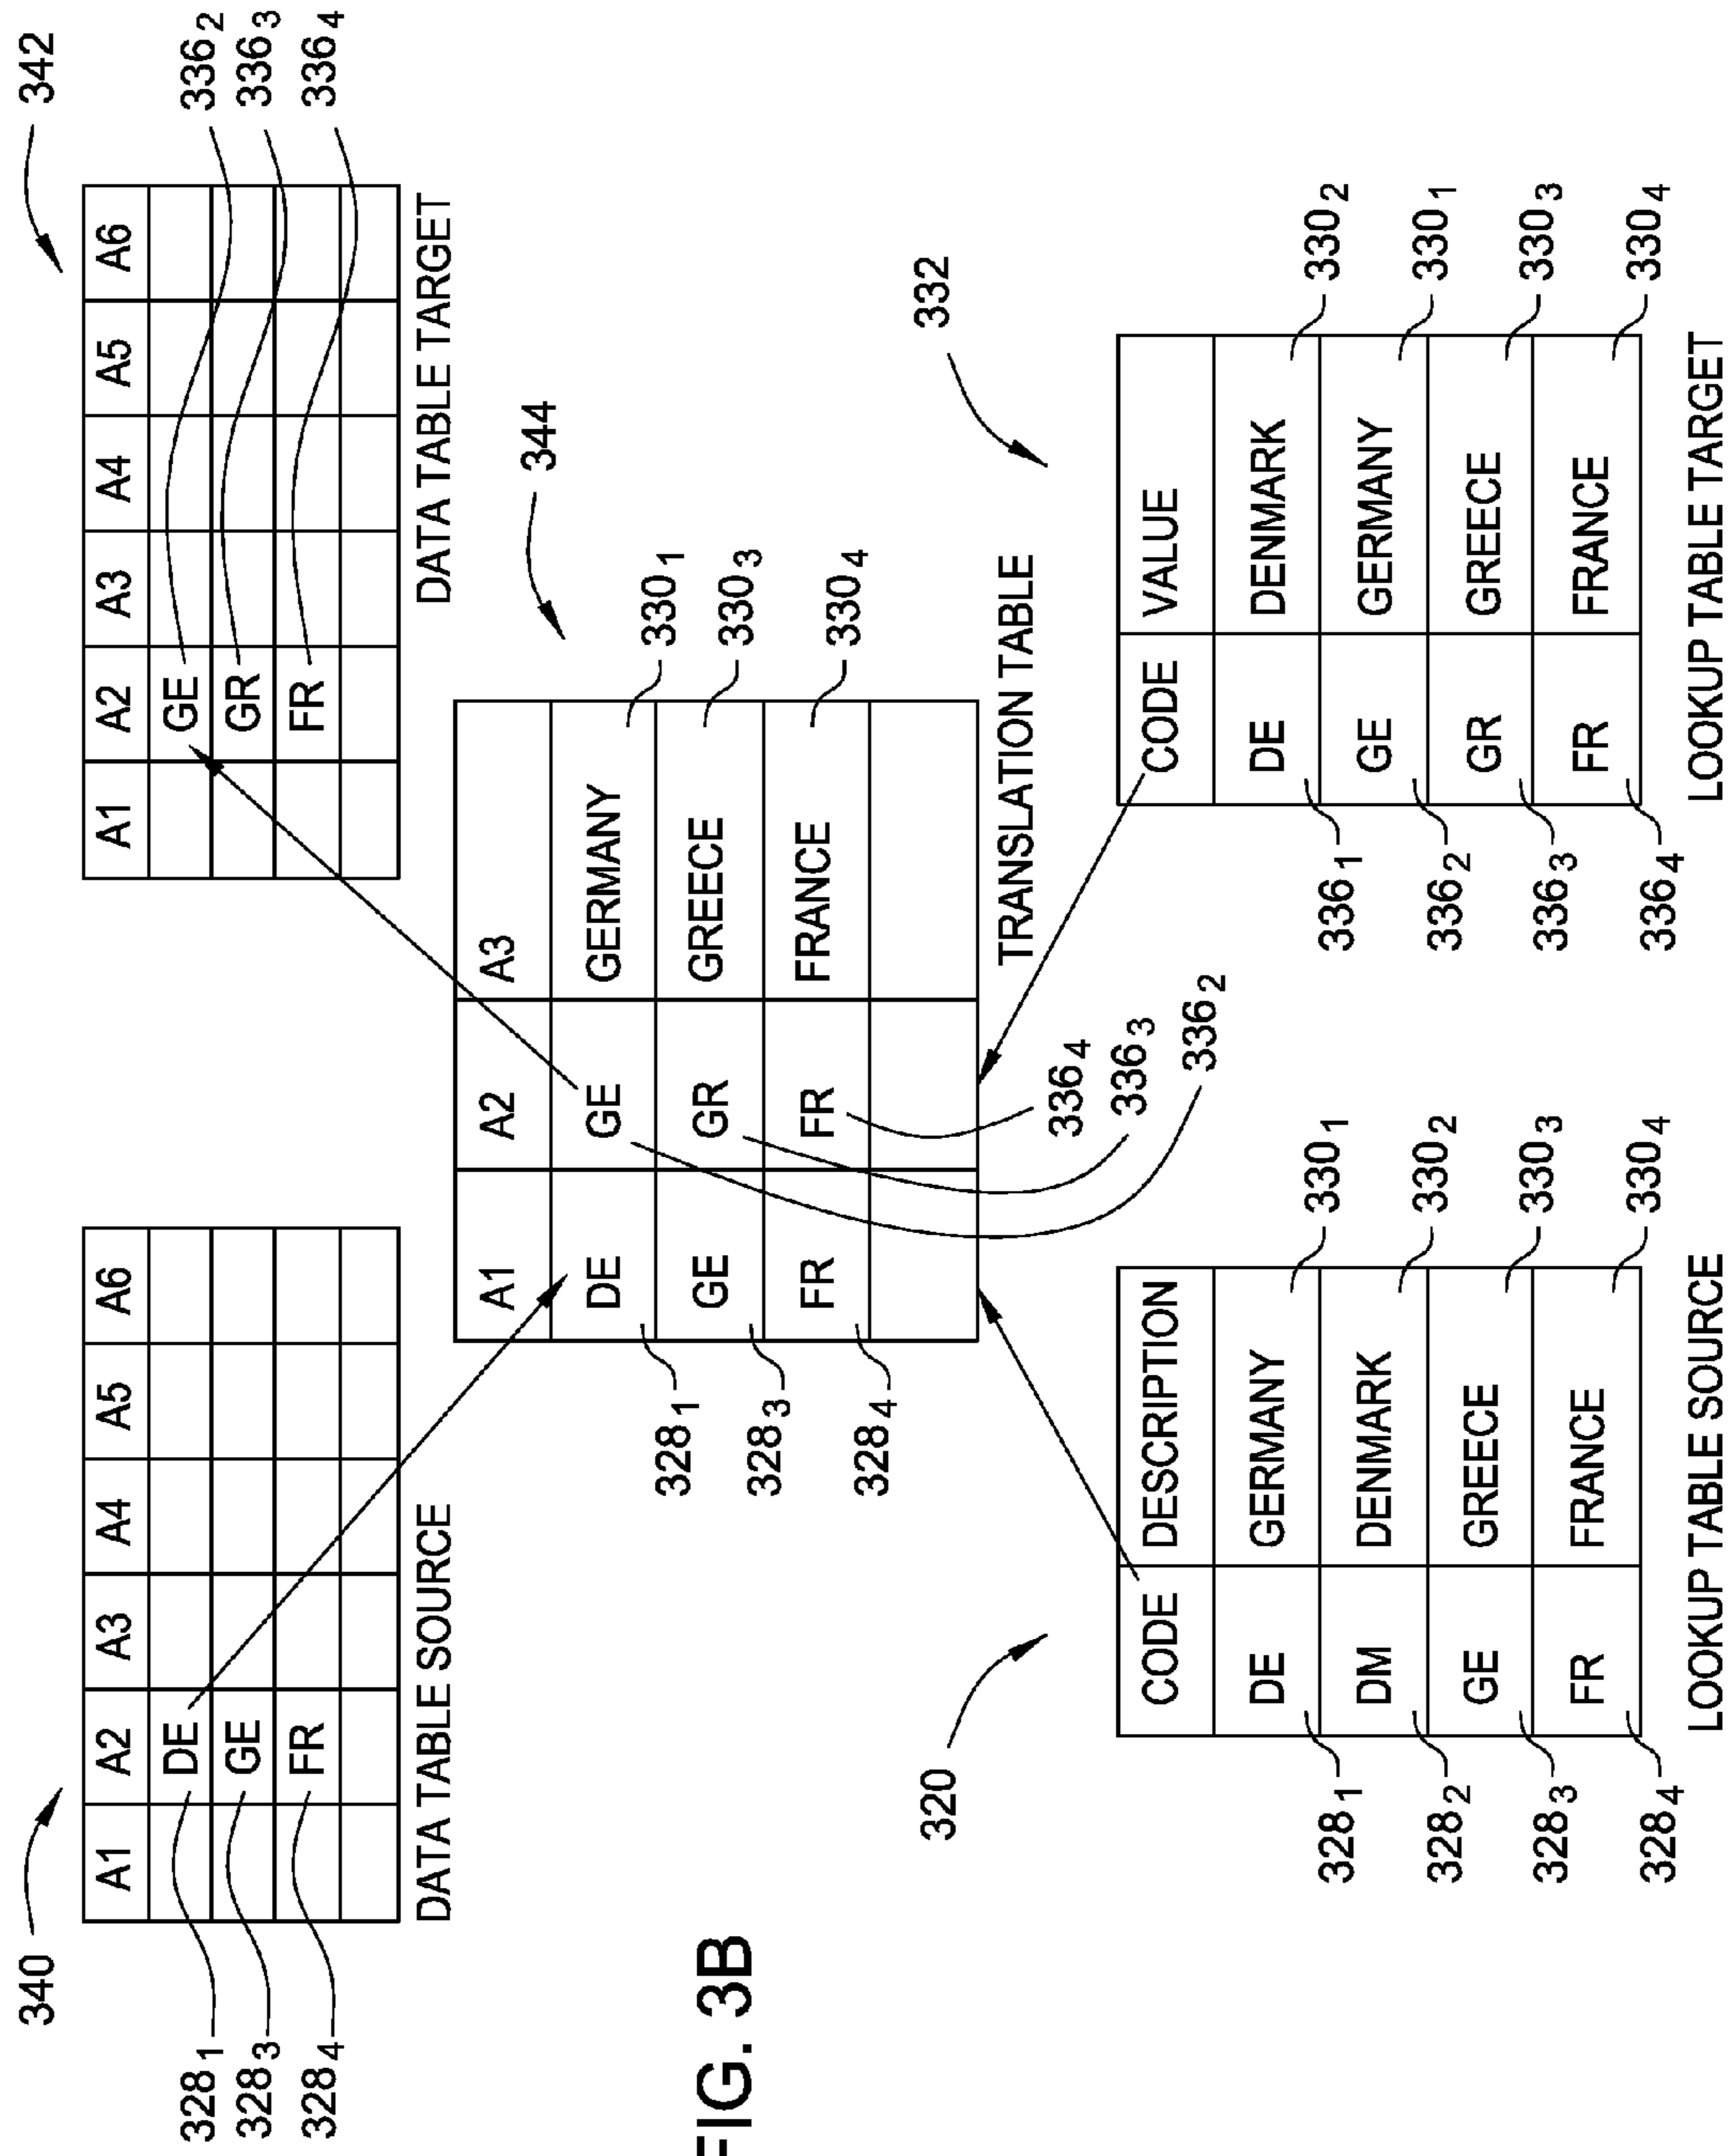 340
A1 A2 A3 A4 A5 A6
328₁ DE
328₃ GE
328₄ FR
DATA TABLE SOURCE
342
A1 A2 A3 A4 A5 A6
GE 336₂
GR 336₃
FR 336₄
DATA TABLE TARGET
344
A1 A2 A3
328₁ DE GE GERMANY 330₁
328₃ GE GR GREECE 330₃
328₄ FR FR FRANCE 330₄
TRANSLATION TABLE
336₄
336₃
336₂
FIG. 3B
320
CODE DESCRIPTION
328₁ DE GERMANY 330₁
328₂ DM DENMARK 330₂
328₃ GE GREECE 330₃
328₄ FR FRANCE 330₄
LOOKUP TABLE SOURCE
332
CODE VALUE
336₁ DE DENMARK 330₂
336₂ GE GERMANY 330₁
336₃ GR GREECE 330₃
336₄ FR FRANCE 330₄
LOOKUP TABLE TARGET